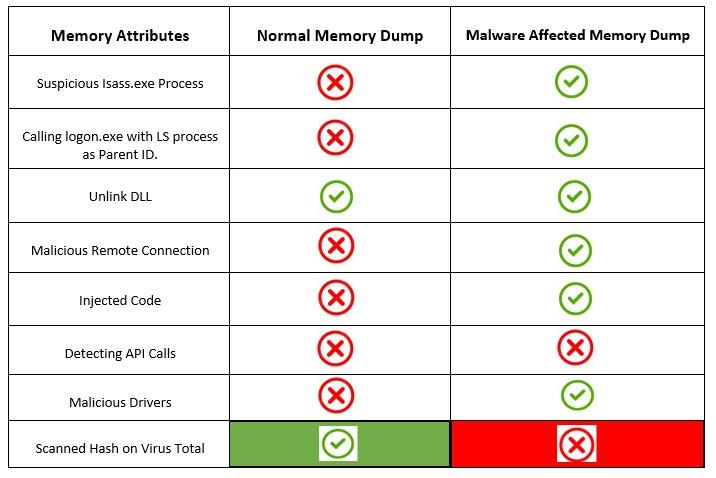 Memory Attributes
Normal Memory Dump
Malware Affected Memory Dump
Suspicious Isass.exe Process
Calling logon.exe with LS process
as Parent ID.
Unlink DLL
Malicious Remote Connection
Injected Code
Detecting API Calls
Malicious Drivers
Scanned Hash on Virus Total